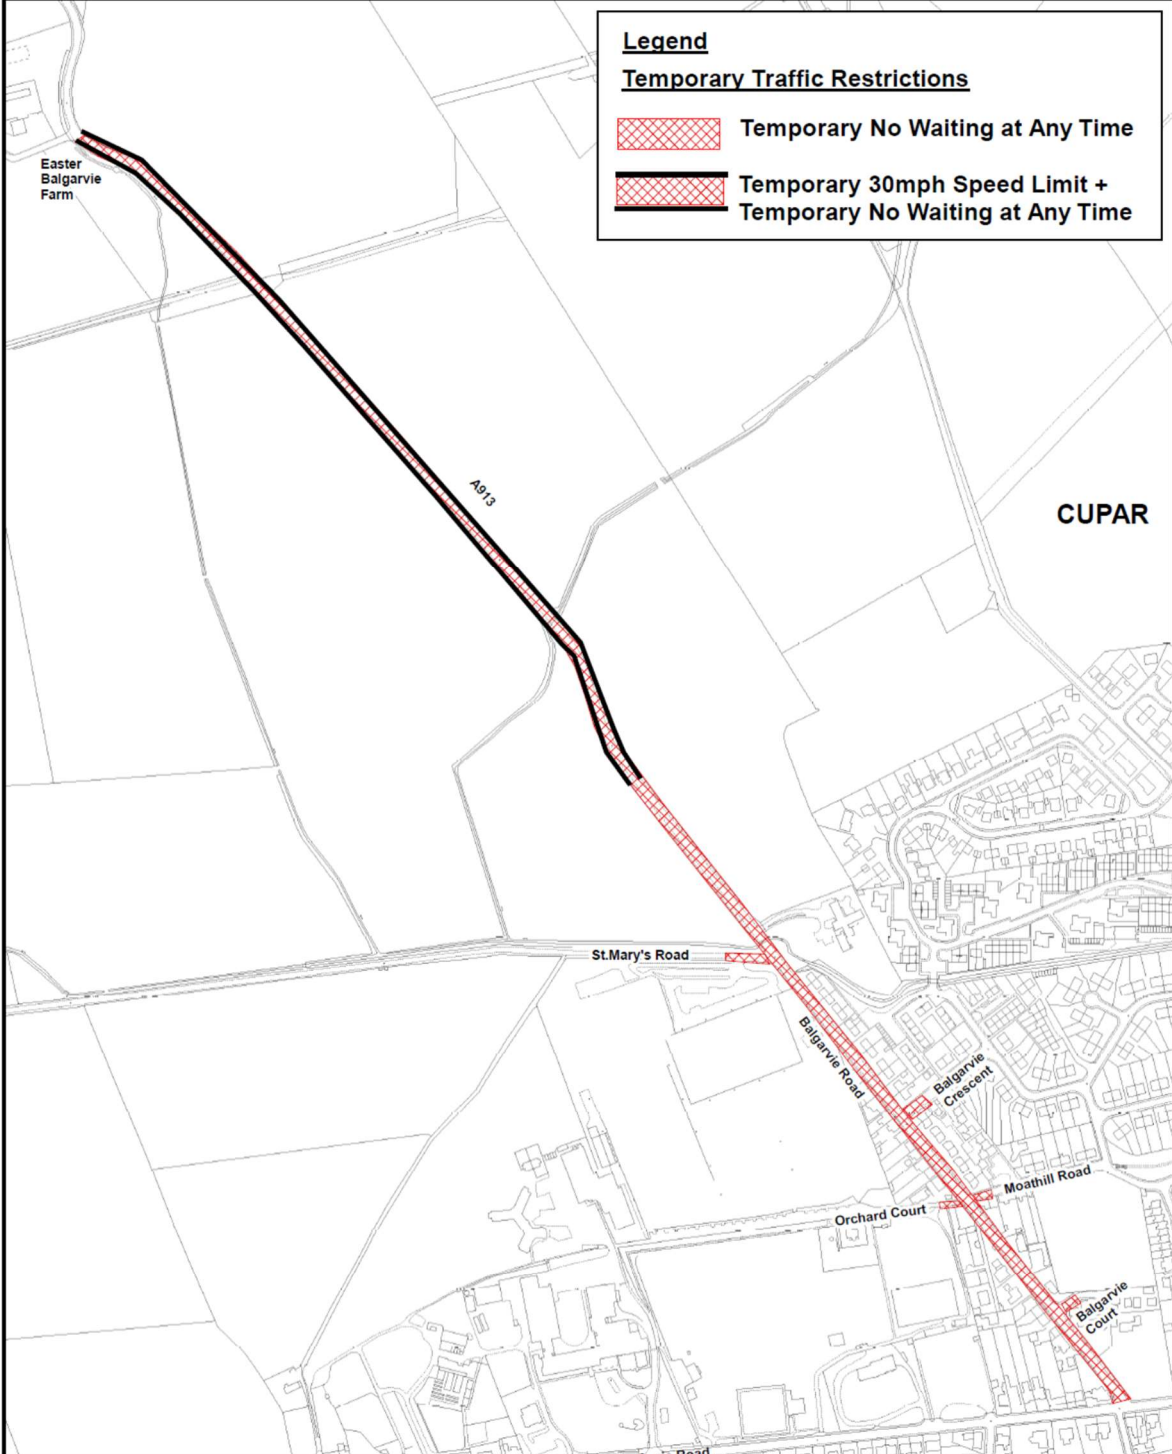 Legend
Temporary Traffic Restrictions
Temporary No Waiting at Any Time
Temporary 30mph Speed Limit +
Temporary No Waiting at Any Time
Easter
Balgarvie
Farm
A913
CUPAR
St.Mary's Road
Balgarvie Road
Balgarvie
Crescent
Moathill Road
Orchard Court
Balgarvie
Court
Road